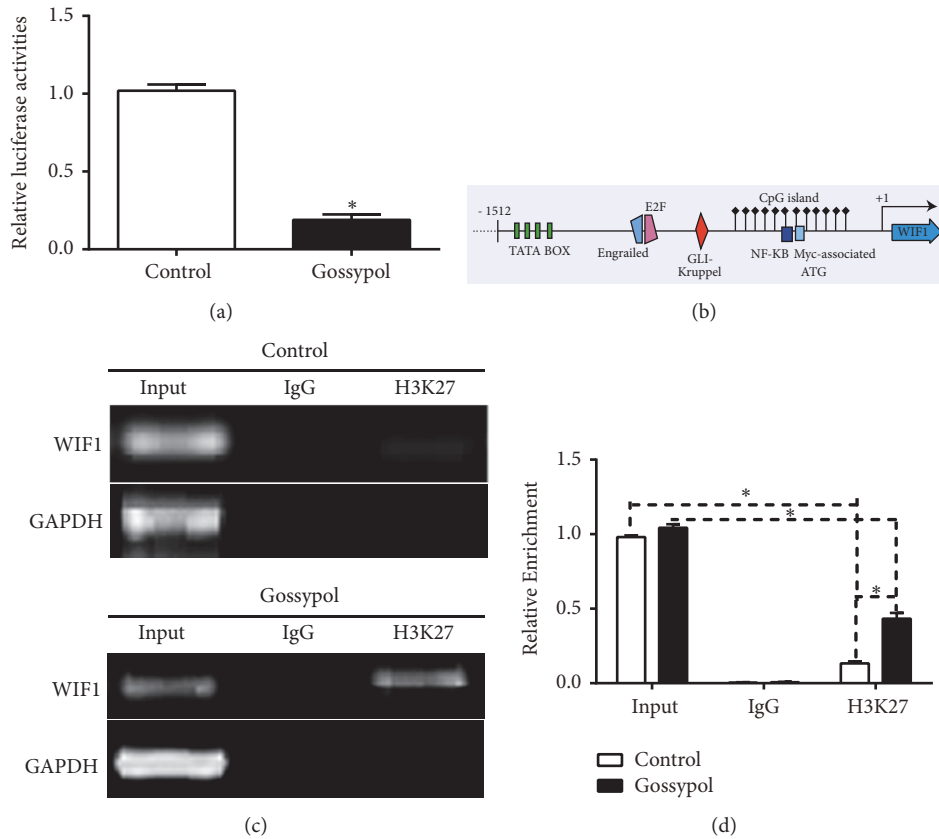 1.5
1.0
0.5
0.0
Relative luciferase activities
*
Control
Gossypol
(a)
- 1512
TATA BOX
Engrailed
E2F
GLI-
Kruppel
CpG island
NF-KB
Myc-associated
ATG
+1
WIF1
(b)
Control
Input IgG H3K27
WIF1
GAPDH
Gossypol
Input IgG H3K27
WIF1
GAPDH
(c)
1.5
1.0
0.5
0.0
Relative Enrichment
*
*
*
Input IgG H3K27
Control
Gossypol
(d)